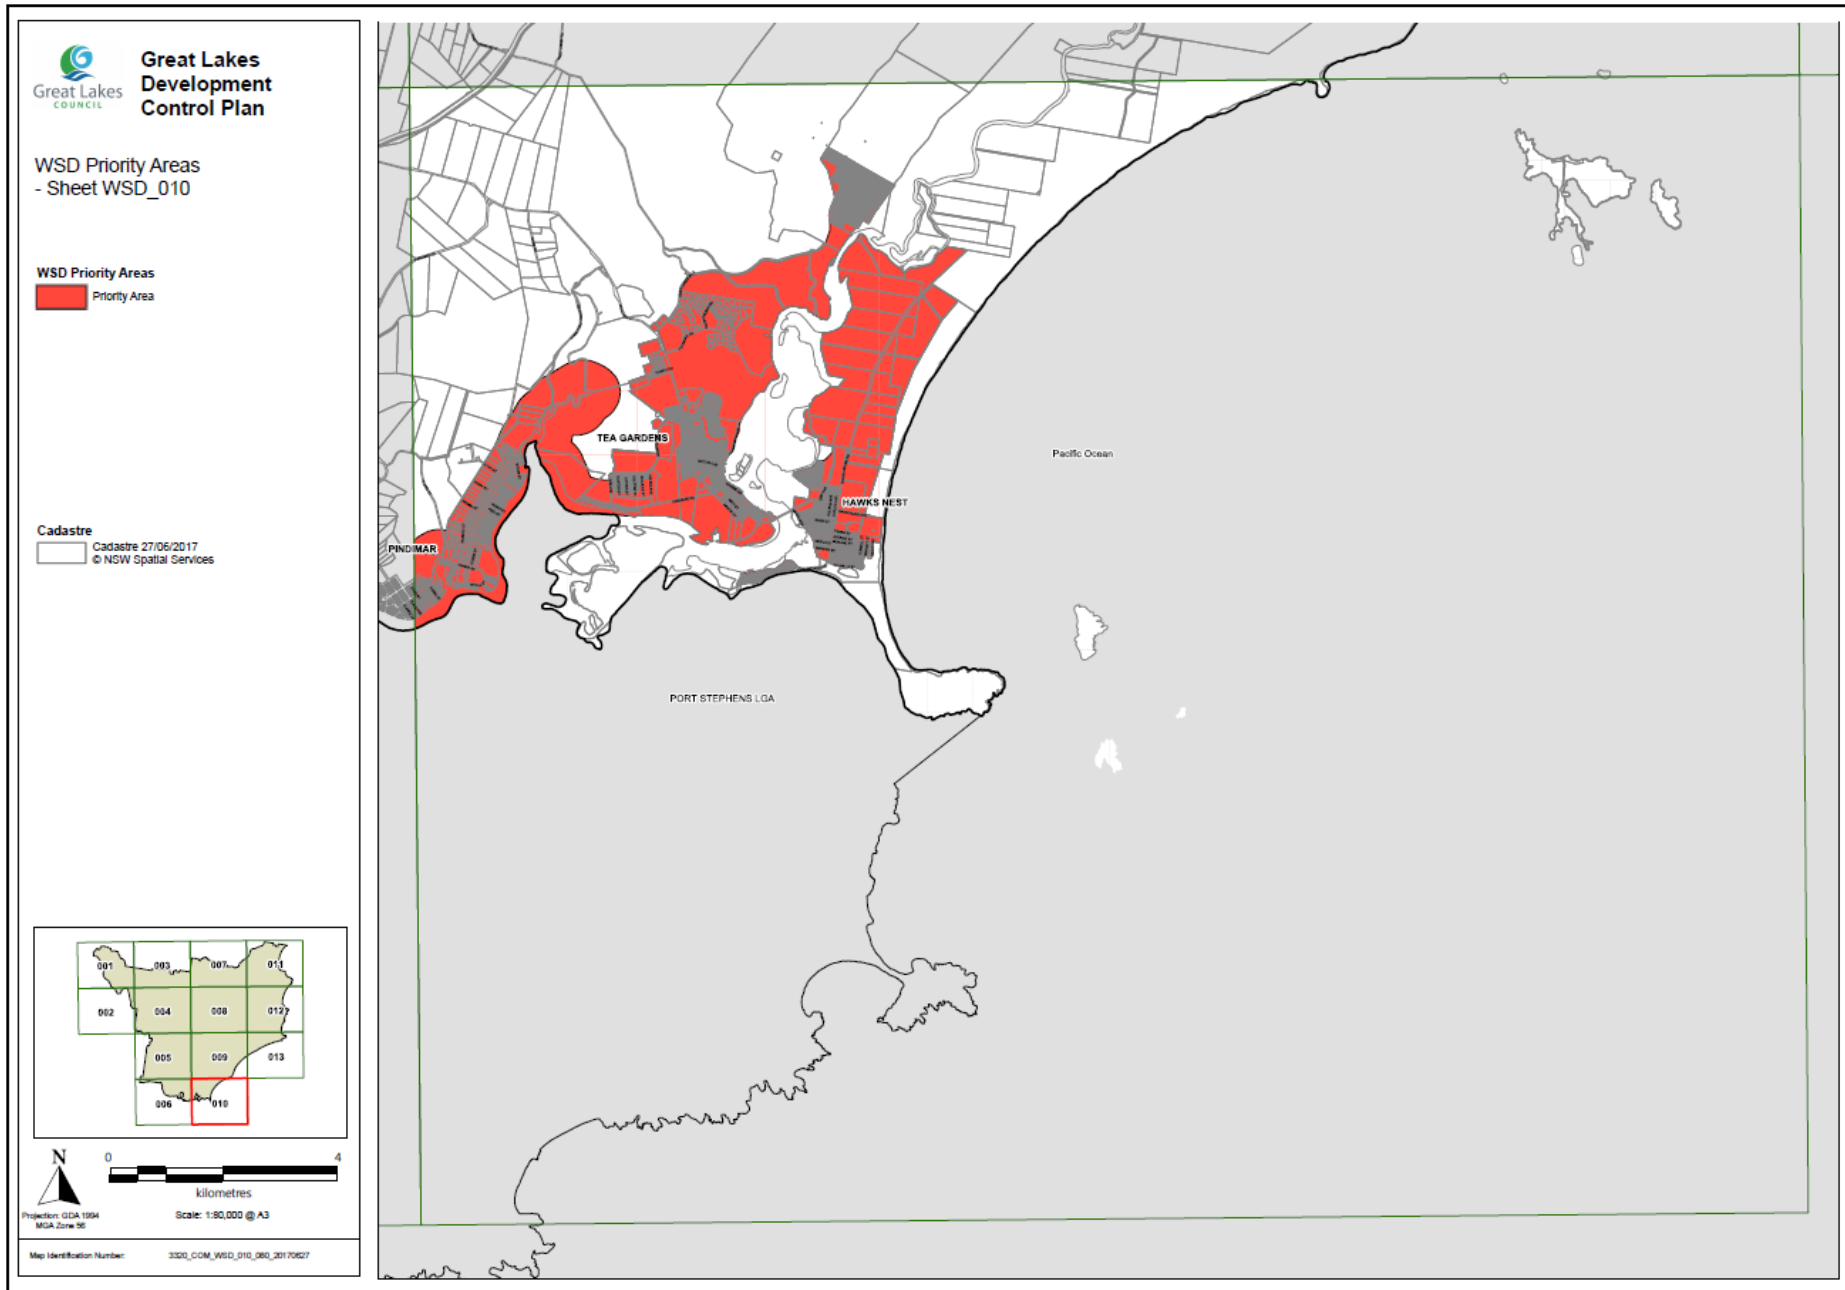 Great Lakes
COUNCIL
Great Lakes
Development
Control Plan
WSD Priority Areas
- Sheet WSD_010
WSD Priority Areas
Priority Area
Cadastre
Cadastre 27/06/2017
© NSW Spatial Services
001
003
007
011
002
004
008
012
005
009
013
006
010
N
0
4
kilometres
Projection: GDA 1994
MGA Zone 56
Scale: 1:80,000 @ A3
Map Identification Number:
3320_COM_WSD_010_080_20170627
TEA GARDENS
Pacific Ocean
HAWKS NEST
PINDIMAR
PORT STEPHENS LGA